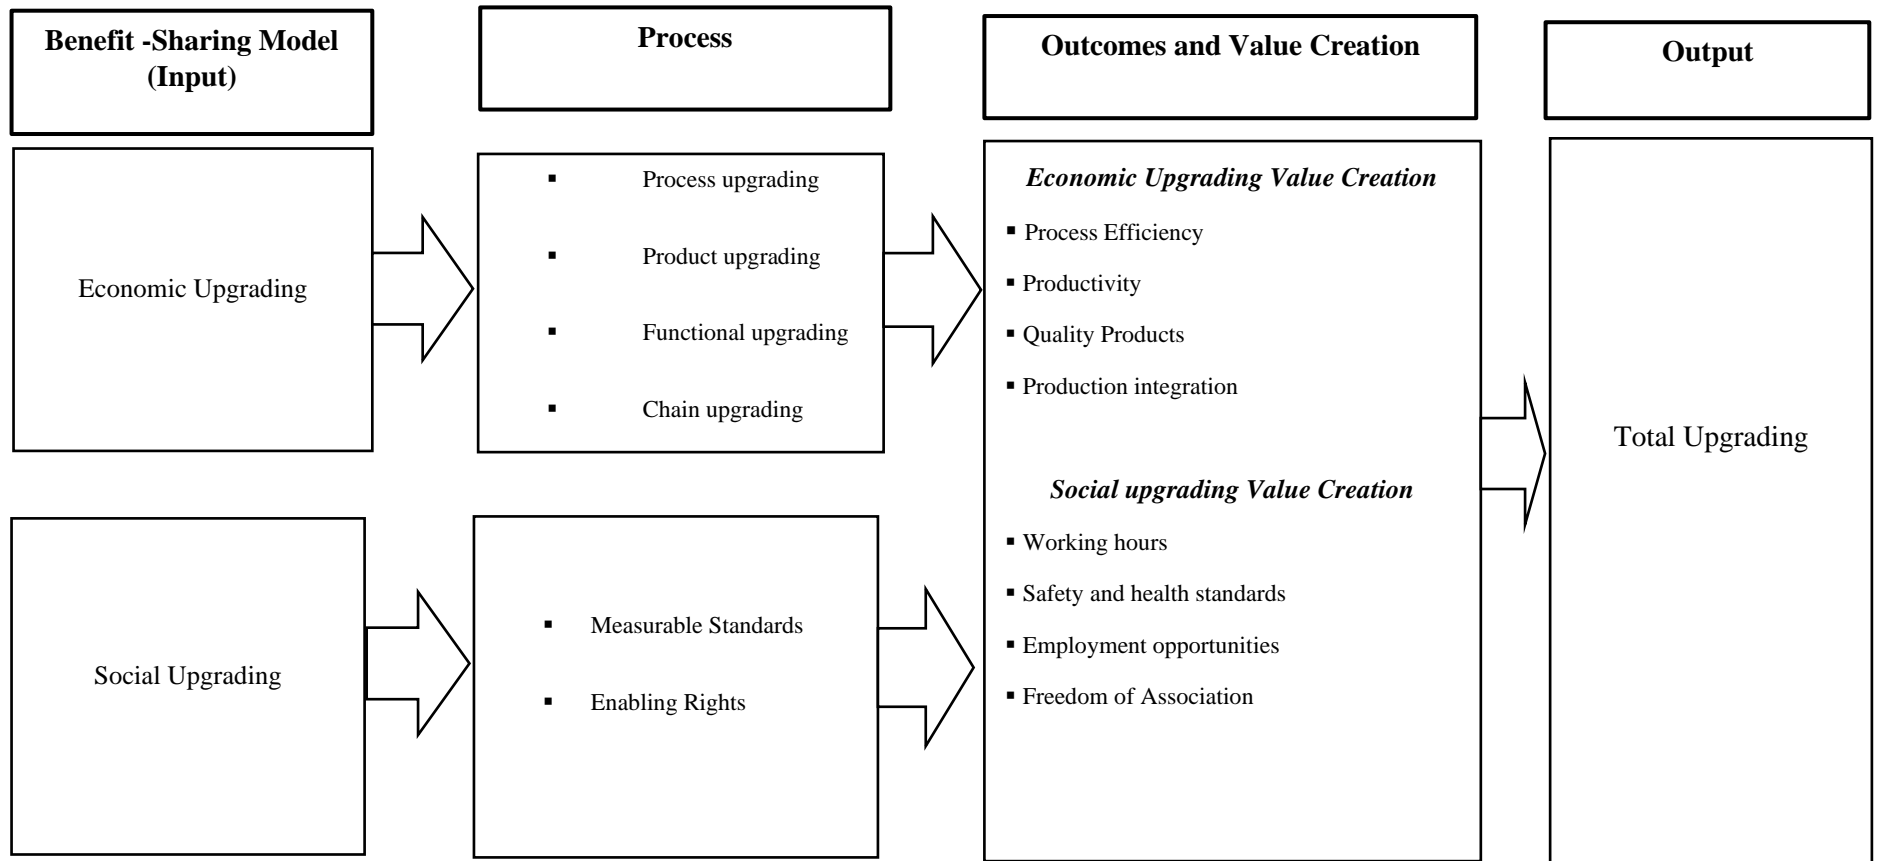 Benefit -Sharing Model
(Input)
Process
Outcomes and Value Creation
Output
Economic Upgrading
▪ Process upgrading
▪ Product upgrading
▪ Functional upgrading
▪ Chain upgrading
Economic Upgrading Value Creation
▪ Process Efficiency
▪ Productivity
▪ Quality Products
▪ Production integration
Social upgrading Value Creation
▪ Working hours
▪ Safety and health standards
▪ Employment opportunities
▪ Freedom of Association
Total Upgrading
Social Upgrading
▪ Measurable Standards
▪ Enabling Rights